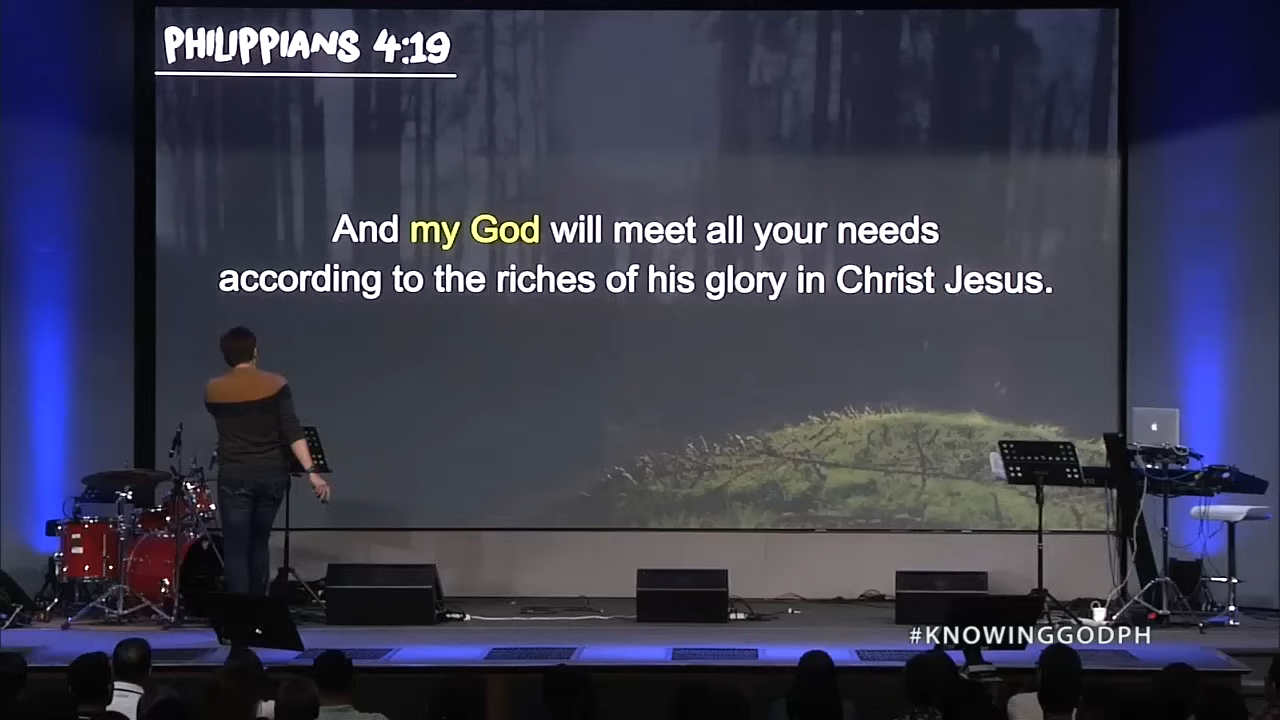 PHILIPPIANS 4:19
And my God will meet all your needs
according to the riches of his glory in Christ Jesus.
#KNOWINGGODPH